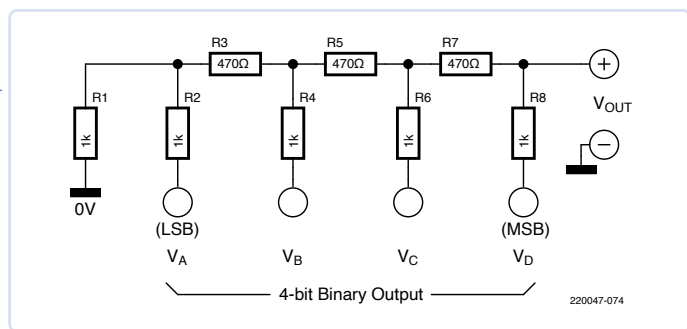 R3 R5 R7
470Ω 470Ω 470Ω
+
R1 R2 R4 R6 R8 VOUT
1k 1k 1k 1k 1k
−
0V
(LSB) (MSB)
VA VB VC VD
4-bit Binary Output
220047-074